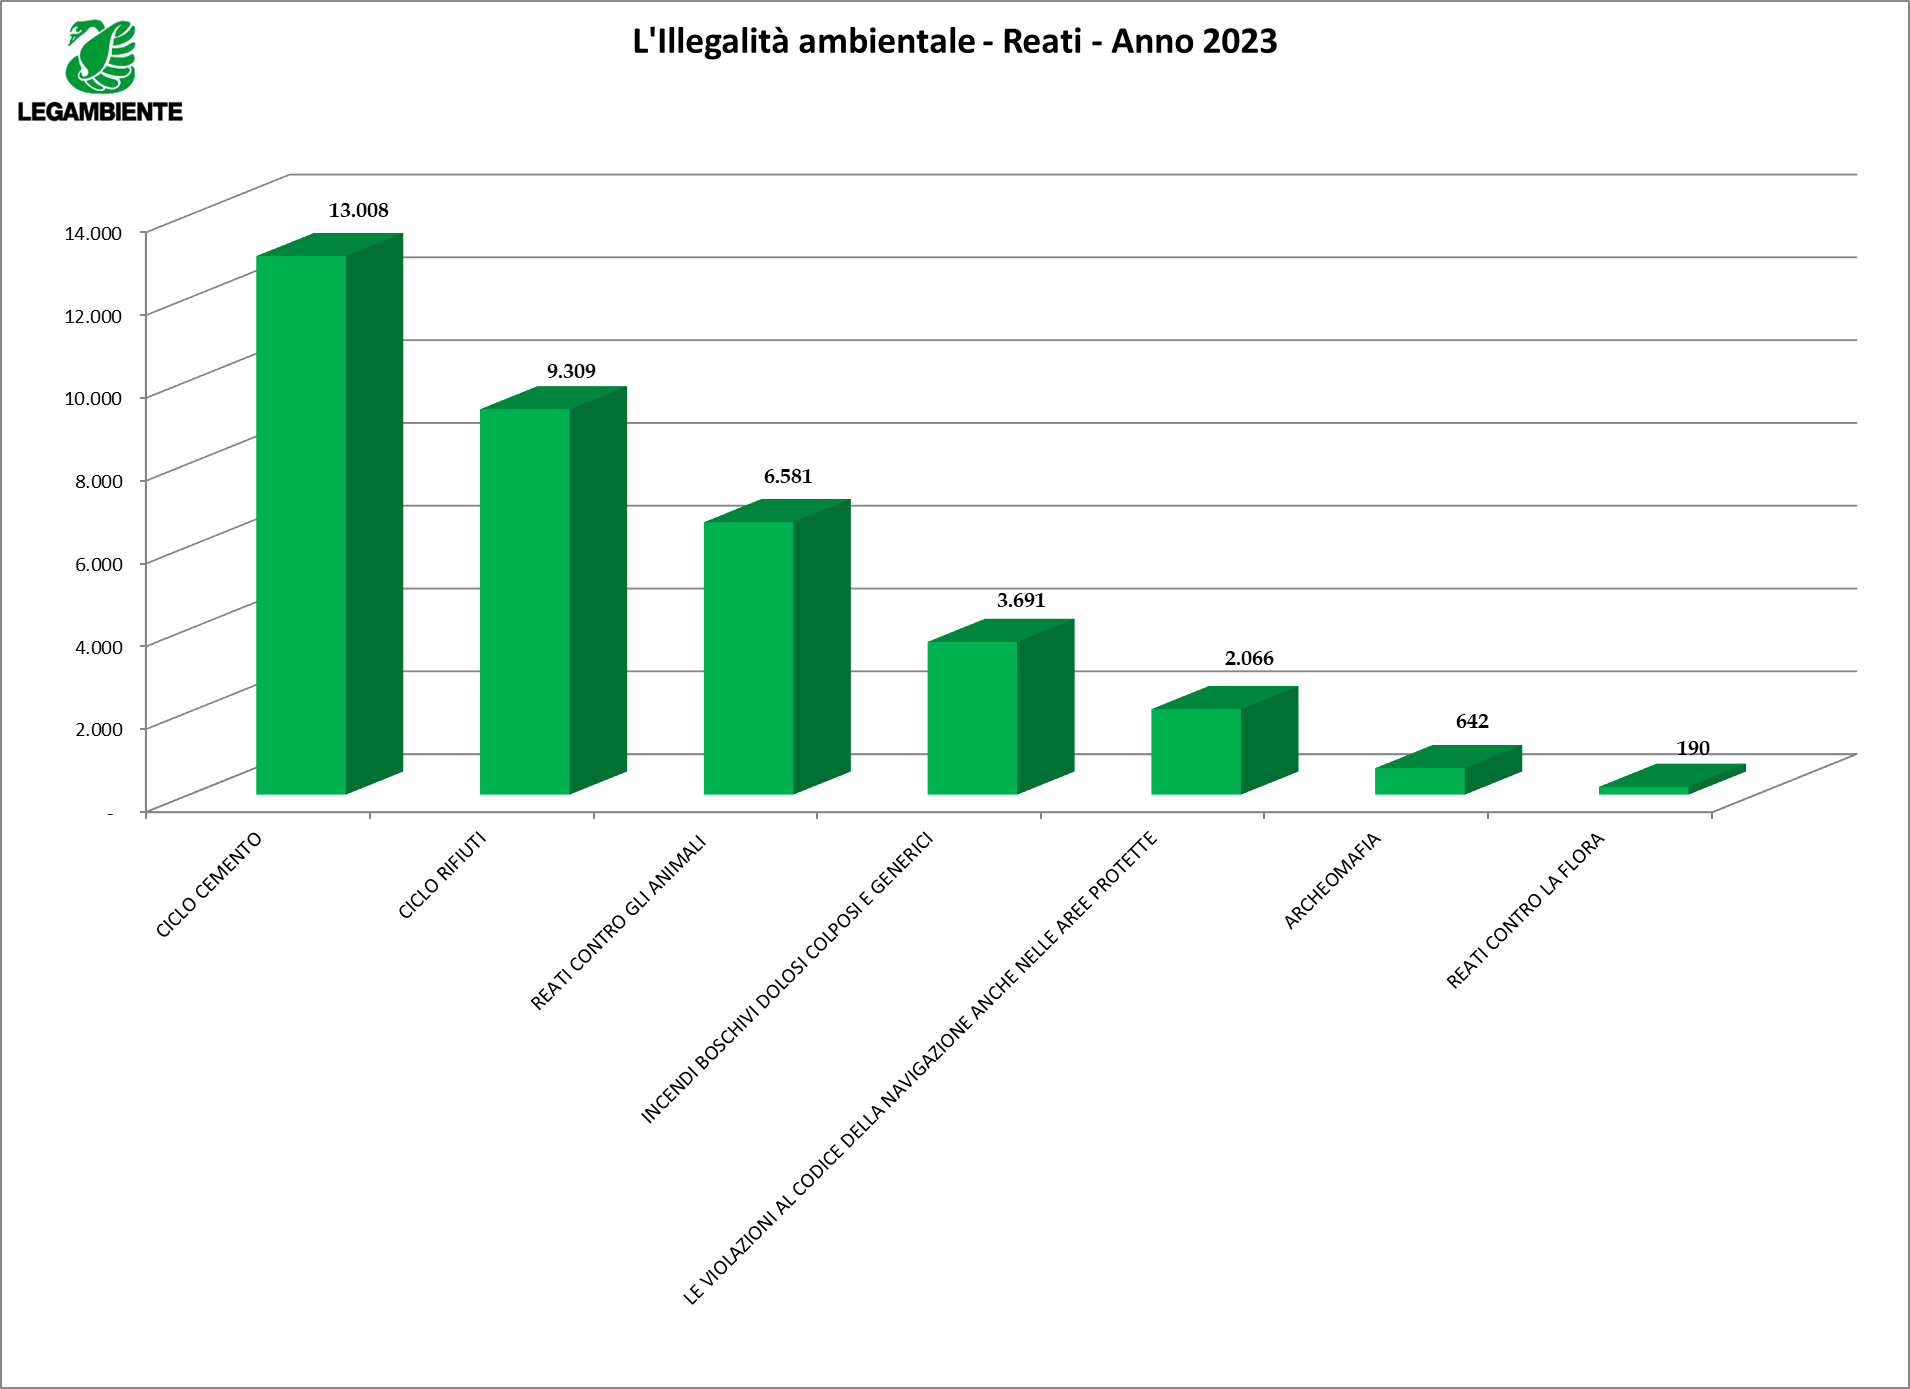 L'Illegalità ambientale - Reati - Anno 2023
LEGAMBIENTE
14.000
12.000
10.000
8.000
6.000
4.000
2.000
-
13.008
9.309
6.581
3.691
2.066
642
190
CICLO CEMENTO
CICLO RIFIUTI
REATI CONTRO GLI ANIMALI
INCENDI BOSCHIVI DOLOSI COLPOSI E GENERICI
LE VIOLAZIONI AL CODICE DELLA NAVIGAZIONE ANCHE NELLE AREE PROTETTE
ARCHEOMAFIA
REATI CONTRO LA FLORA